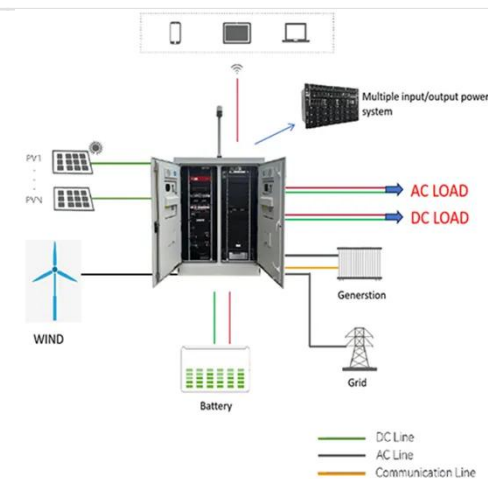 Multiple input/output power
system
PV1
PVN
AC LOAD
DC LOAD
WIND
Generstion
Grid
Battery
DC Line
AC Line
Communication Line